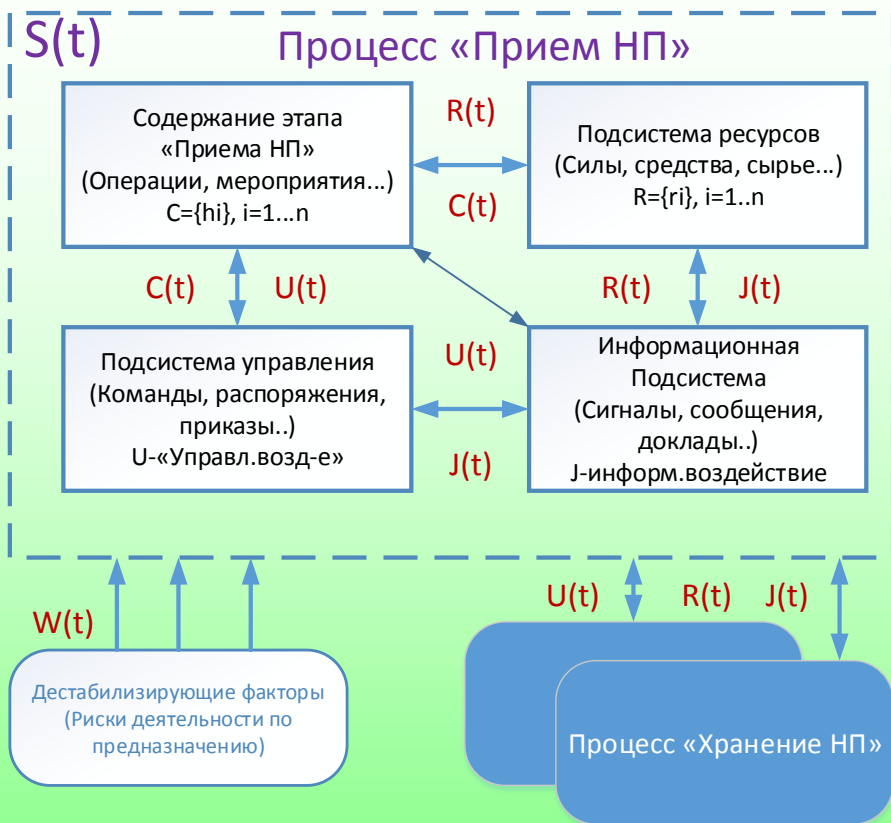 S(t)
Процесс «Прием НП»
Содержание этапа
«Приема НП»
(Операции, мероприятия...)
C={hi}, i=1...n
R(t)
C(t)
Подсистема ресурсов
(Силы, средства, сырье...)
R={ri}, i=1..n
C(t)
U(t)
R(t)
J(t)
Подсистема управления
(Команды, распоряжения,
приказы..)
U-«Управл.возд-е»
U(t)
J(t)
Информационная
Подсистема
(Сигналы, сообщения,
доклады..)
J-информ.воздействие
W(t)
U(t)
R(t)
J(t)
Дестабилизирующие факторы
(Риски деятельности по
предназначению)
Процесс «Хранение НП»